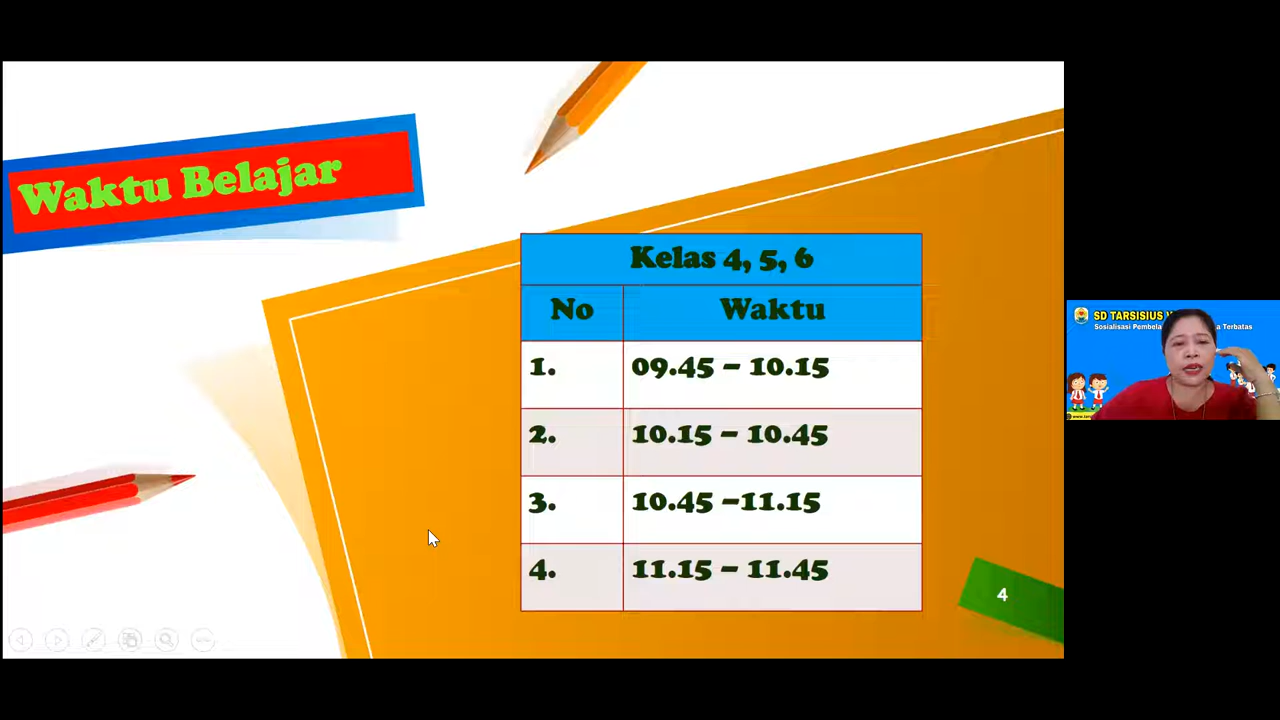 Waktu Belajar
Kelas 4, 5, 6
No Waktu
1. 09.45 – 10.15
2. 10.15 – 10.45
3. 10.45 –11.15
4. 11.15 – 11.45
4
SD TARSISIUS
Sosialisasi Terbatas